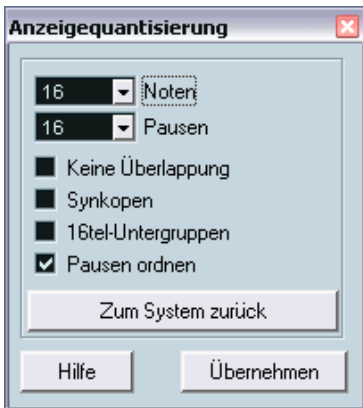 Anzeigequantisierung
16 Noten
16 Pausen
Keine Überlappung
Synkopen
16tel-Untergruppen
Pausen ordnen
Zum System zurück
Hilfe Übernehmen